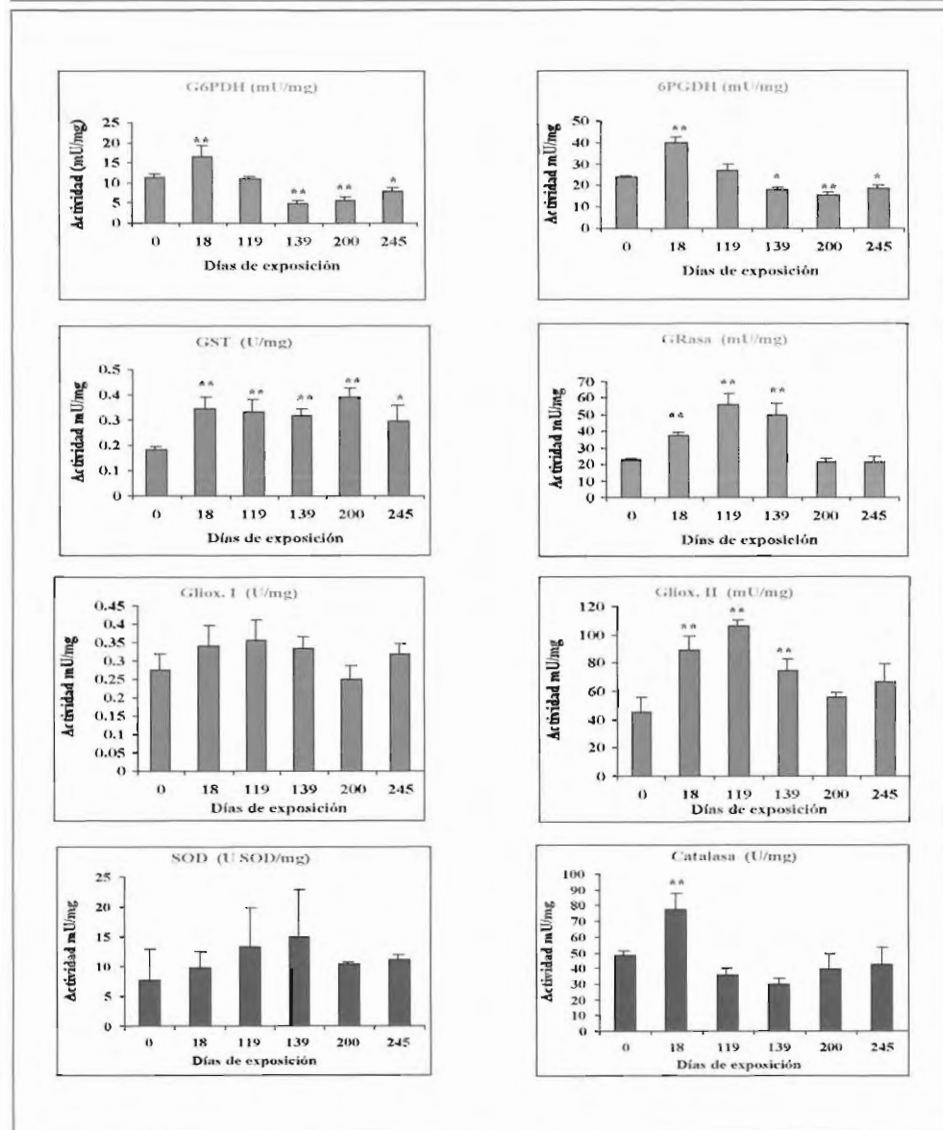 G6PDH (mU/mg)
Actividad (mU/mg)
25
20
15
10
5
0
**
**
**
*
0 18 119 139 200 245
Días de exposición
6PGDH (mU/mg)
Actividad mU/mg
50
40
30
20
10
0
**
*
**
*
0 18 119 139 200 245
Días de exposición
GST (U/mg)
Actividad mU/mg
0.5
0.4
0.3
0.2
0.1
0
**
**
**
**
*
0 18 119 139 200 245
Días de exposición
GRasa (mU/mg)
Actividad mU/mg
70
60
50
40
30
20
10
0
**
**
**
0 18 119 139 200 245
Días de exposición
Gliox. I (U/mg)
Actividad mU/mg
0.45
0.4
0.35
0.3
0.25
0.2
0.15
0.1
0.05
0
0 18 119 139 200 245
Días de exposición
Gliox. II (mU/mg)
Actividad mU/mg
120
100
80
60
40
20
0
**
**
**
0 18 119 139 200 245
Días de exposición
SOD (U SOD/mg)
Actividad mU/mg
25
20
15
10
5
0
0 18 119 139 200 245
Días de exposición
Catalasa (U/mg)
Actividad mU/mg
100
90
80
70
60
50
40
30
20
10
0
**
0 18 119 139 200 245
Días de exposición